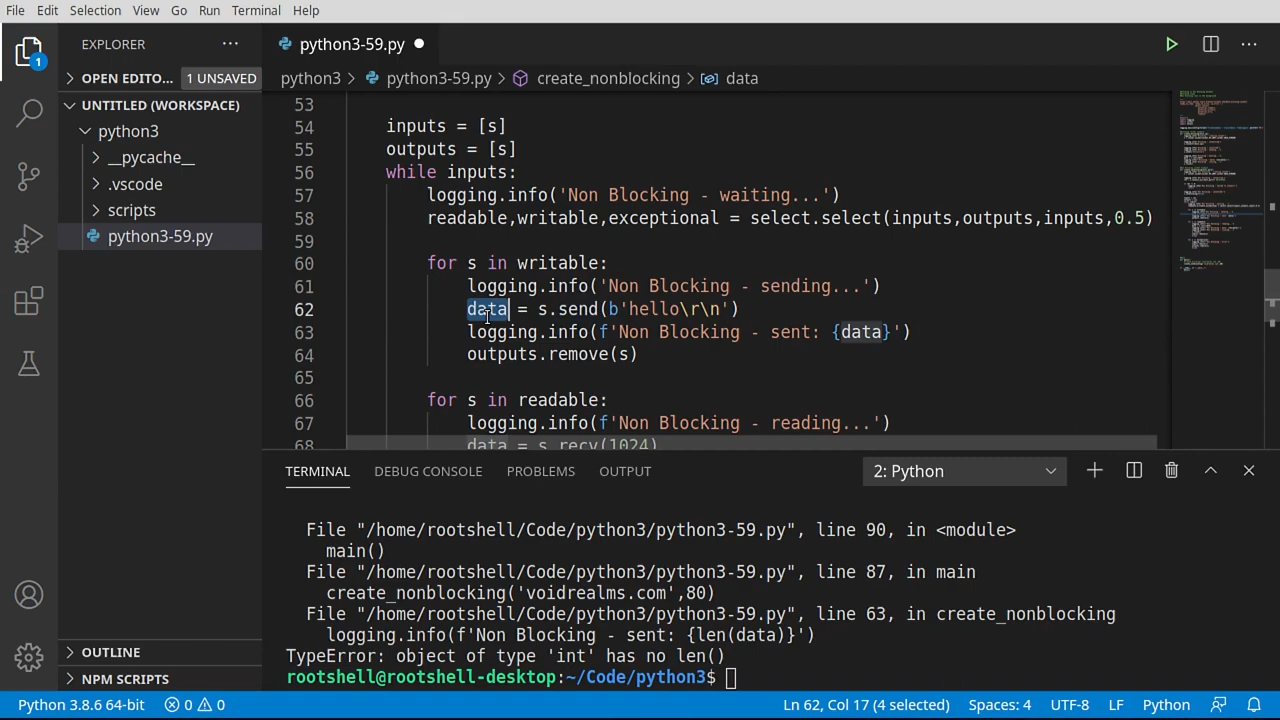 File Edit Selection View Go Run Terminal Help
EXPLORER
OPEN EDITO... 1 UNSAVED
UNTITLED (WORKSPACE)
python3
__pycache__
.vscode
scripts
python3-59.py
OUTLINE
NPM SCRIPTS
1
python3-59.py
python3 > python3-59.py > create_nonblocking > data
53
54 inputs = [s]
55 outputs = [s]
56 while inputs:
57 logging.info('Non Blocking - waiting...')
58 readable,writable,exceptional = select.select(inputs,outputs,inputs,0.5)
59
60 for s in writable:
61 logging.info('Non Blocking - sending...')
62 data = s.send(b'hello\r\n')
63 logging.info(f'Non Blocking - sent: {data}')
64 outputs.remove(s)
65
66 for s in readable:
67 logging.info(f'Non Blocking - reading...')
68 data = s.recv(1024)
TERMINAL DEBUG CONSOLE PROBLEMS OUTPUT 2: Python
File "/home/rootshell/Code/python3/python3-59.py", line 90, in <module>
main()
File "/home/rootshell/Code/python3/python3-59.py", line 87, in main
create_nonblocking('voidrealms.com',80)
File "/home/rootshell/Code/python3/python3-59.py", line 63, in create_nonblocking
logging.info(f'Non Blocking - sent: {len(data)}')
TypeError: object of type 'int' has no len()
rootshell@rootshell-desktop:~/Code/python3$
Python 3.8.6 64-bit 0 0 Ln 62, Col 17 (4 selected) Spaces: 4 UTF-8 LF Python